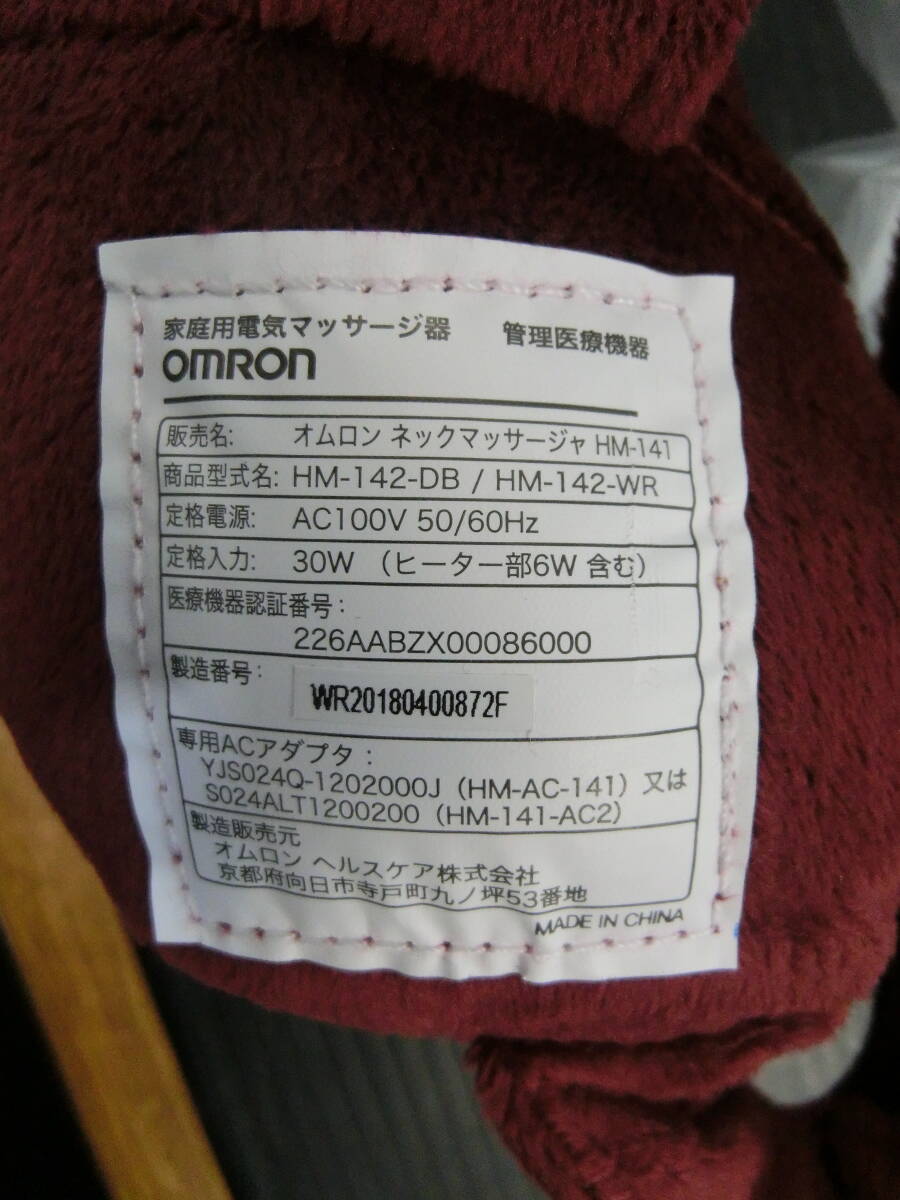 家庭用電気マッサージ器 管理医療機器
OMRON
販売名: オムロン ネックマッサージャ HM-141
商品型式名: HM-142-DB / HM-142-WR
定格電源: AC100V 50/60Hz
定格入力: 30W （ヒーター部6W 含む）
医療機器認証番号：
226AABZX00086000
製造番号: WR20180400872F
専用ACアダプタ：
YJS024Q-1202000J（HM-AC-141）又は
S024ALT1200200（HM-141-AC2）
製造販売元
オムロン ヘルスケア株式会社
京都府向日市寺戸町九ノ坪53番地
MADE IN CHINA